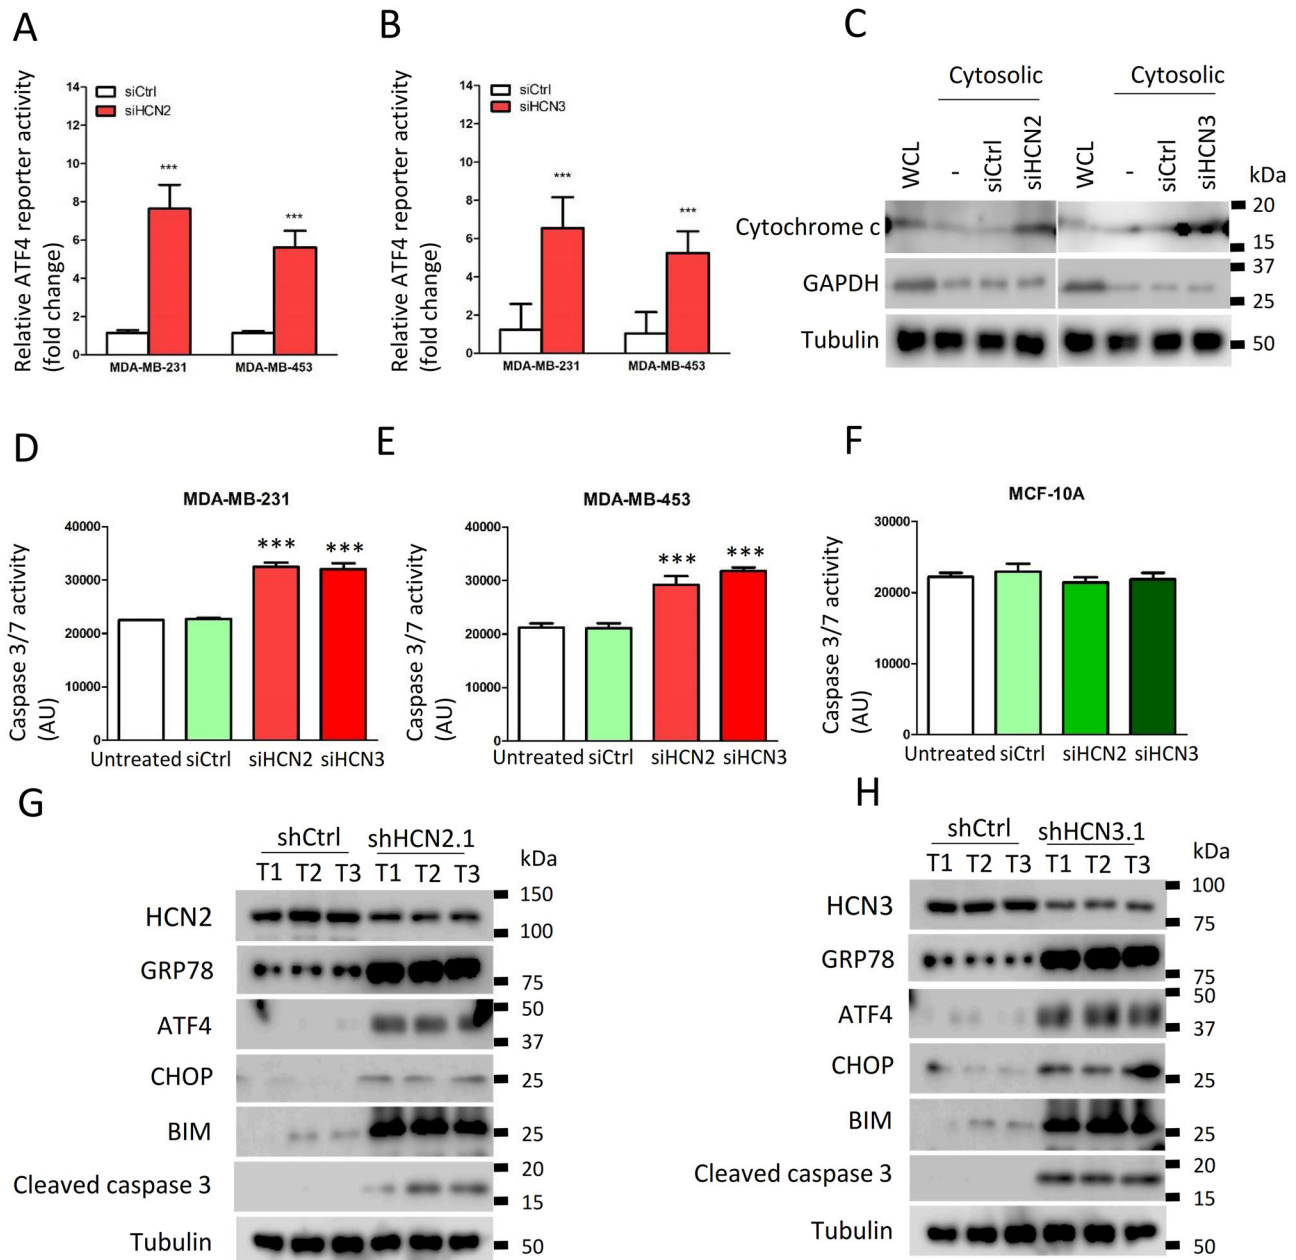 A
Relative ATF4 reporter activity
(fold change)
siCtrl
siHCN2
14
12
10
8
6
4
2
0
***
***
MDA-MB-231
MDA-MB-453
B
Relative ATF4 reporter activity
(fold change)
siCtrl
siHCN3
14
12
10
8
6
4
2
0
***
***
MDA-MB-231
MDA-MB-453
C
Cytosolic
Cytosolic
WCL
-
siCtrl
siHCN2
WCL
-
siCtrl
siHCN3
kDa
Cytochrome c
20
15
GAPDH
37
25
Tubulin
50
D
MDA-MB-231
Caspase 3/7 activity
(AU)
40000
30000
20000
10000
0
***
***
Untreated siCtrl siHCN2 siHCN3
E
MDA-MB-453
Caspase 3/7 activity
(AU)
40000
30000
20000
10000
0
***
***
Untreated siCtrl siHCN2 siHCN3
F
MCF-10A
Caspase 3/7 activity
(AU)
30000
20000
10000
0
Untreated siCtrl siHCN2 siHCN3
G
shCtrl shHCN2.1
T1 T2 T3 T1 T2 T3
kDa
HCN2
150
100
GRP78
75
ATF4
50
37
CHOP
25
BIM
25
Cleaved caspase 3
20
15
Tubulin
50
H
shCtrl shHCN3.1
T1 T2 T3 T1 T2 T3
kDa
HCN3
100
75
GRP78
75
ATF4
50
37
CHOP
25
BIM
25
Cleaved caspase 3
20
15
Tubulin
50